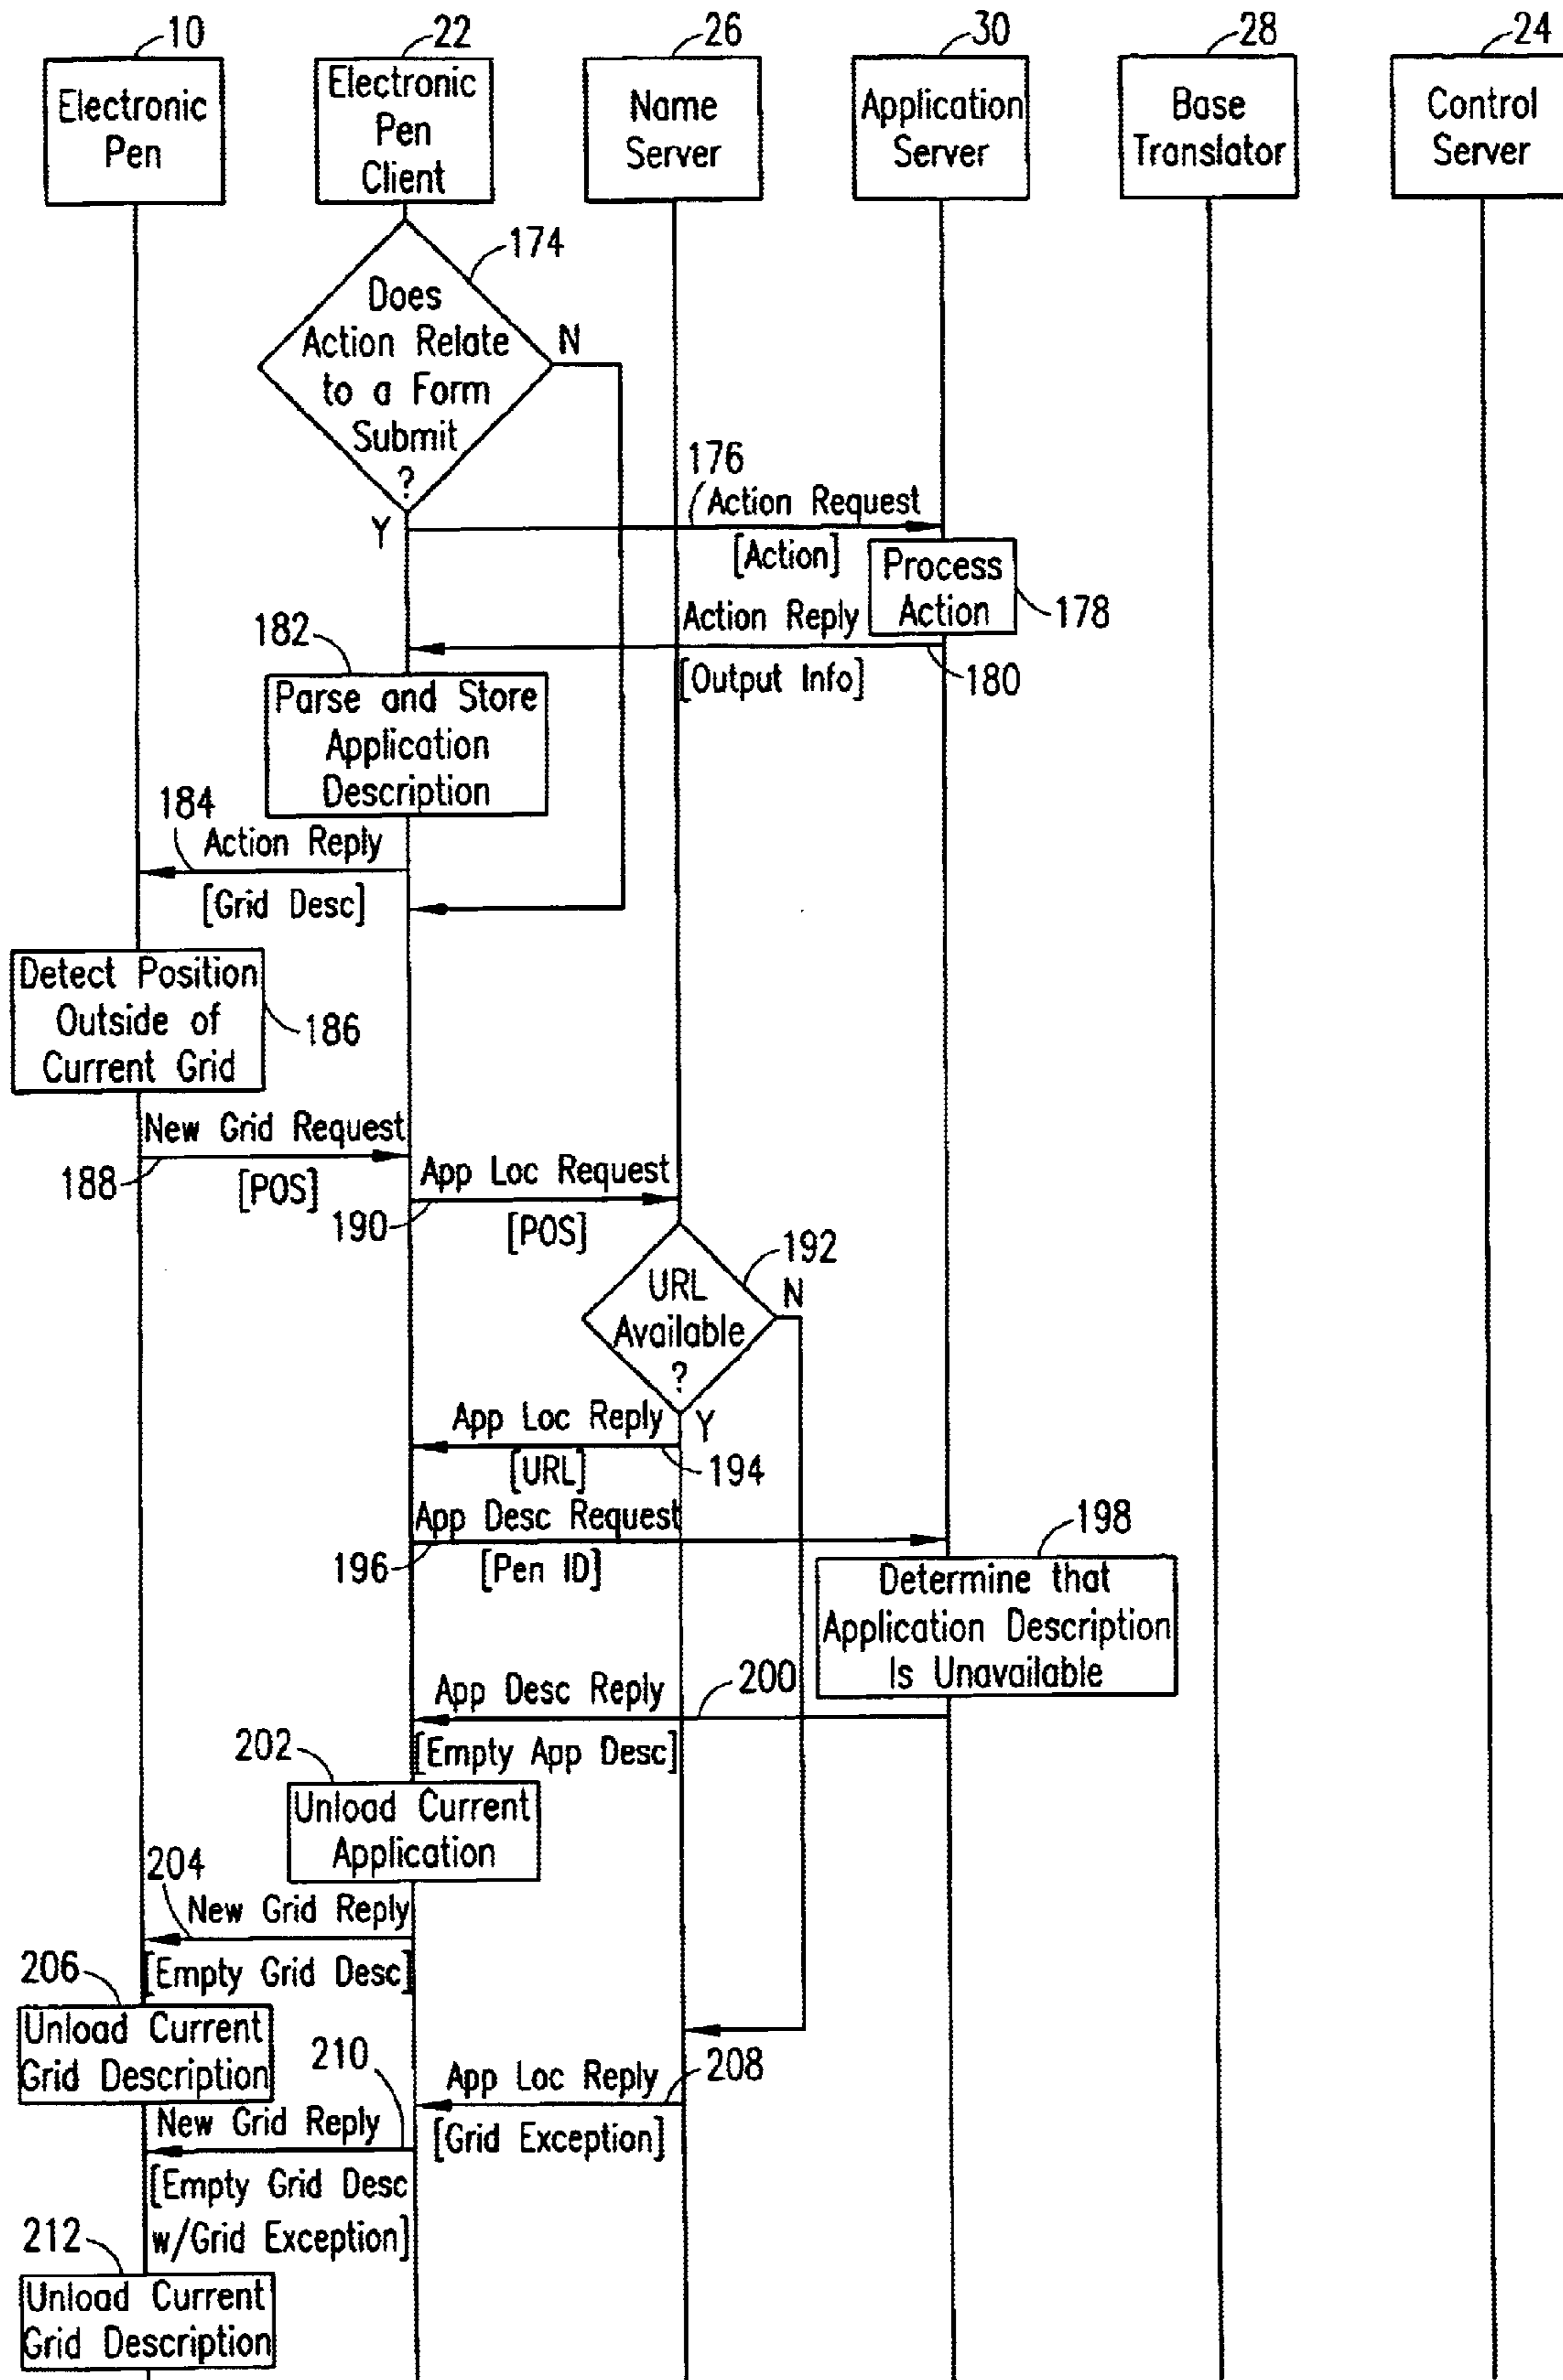 10
22
26
30
28
24
Electronic
Pen
Electronic
Pen
Client
Name
Server
Application
Server
Base
Translator
Control
Server
174
Does
Action Relate
to a Form
Submit
?
N
Y
176
Action Request
[Action]
Process
Action
178
Action Reply
[Output Info]
180
182
Parse and Store
Application
Description
184
Action Reply
[Grid Desc]
Detect Position
Outside of
Current Grid
186
New Grid Request
188
[POS]
App Loc Request
190
[POS]
192
URL
Available
?
N
Y
App Loc Reply
[URL]
194
App Desc Request
196
[Pen ID]
198
Determine that
Application Description
Is Unavailable
200
App Desc Reply
[Empty App Desc]
202
Unload Current
Application
204
New Grid Reply
[Empty Grid Desc]
206
Unload Current
Grid Description
208
App Loc Reply
[Grid Exception]
210
New Grid Reply
[Empty Grid Desc
w/Grid Exception]
212
Unload Current
Grid Description